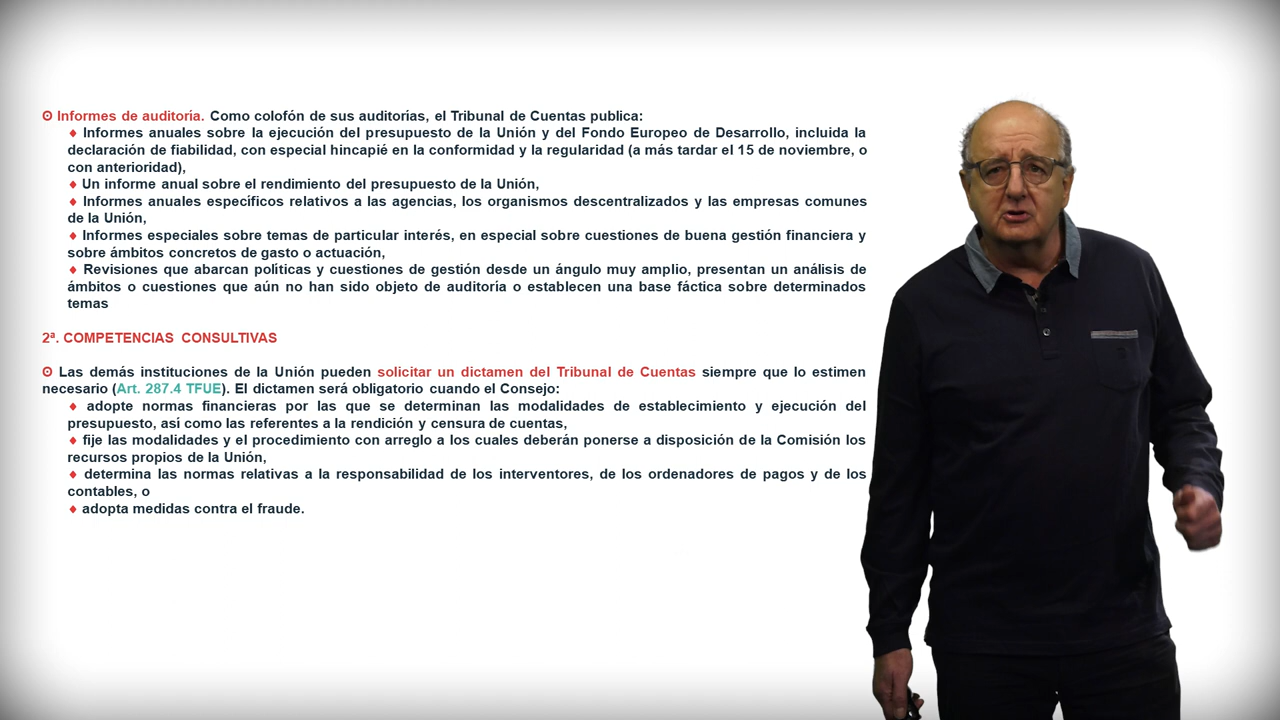 ʘ Informes de auditoría. Como colofón de sus auditorías, el Tribunal de Cuentas publica:
♦ Informes anuales sobre la ejecución del presupuesto de la Unión y del Fondo Europeo de Desarrollo, incluida la
declaración de fiabilidad, con especial hincapié en la conformidad y la regularidad (a más tardar el 15 de noviembre, o
con anterioridad),
♦ Un informe anual sobre el rendimiento del presupuesto de la Unión,
♦ Informes anuales específicos relativos a las agencias, los organismos descentralizados y las empresas comunes
de la Unión,
♦ Informes especiales sobre temas de particular interés, en especial sobre cuestiones de buena gestión financiera y
sobre ámbitos concretos de gasto o actuación,
♦ Revisiones que abarcan políticas y cuestiones de gestión desde un ángulo muy amplio, presentan un análisis de
ámbitos o cuestiones que aún no han sido objeto de auditoría o establecen una base fáctica sobre determinados
temas
2ª. COMPETENCIAS CONSULTIVAS
ʘ Las demás instituciones de la Unión pueden solicitar un dictamen del Tribunal de Cuentas siempre que lo estimen
necesario (Art. 287.4 TFUE). El dictamen será obligatorio cuando el Consejo:
♦ adopte normas financieras por las que se determinan las modalidades de establecimiento y ejecución del
presupuesto, así como las referentes a la rendición y censura de cuentas,
♦ fije las modalidades y el procedimiento con arreglo a los cuales deberán ponerse a disposición de la Comisión los
recursos propios de la Unión,
♦ determina las normas relativas a la responsabilidad de los interventores, de los ordenadores de pagos y de los
contables, o
♦ adopta medidas contra el fraude.